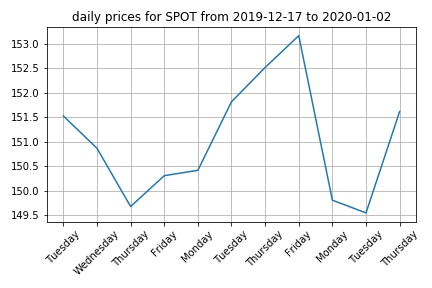 daily prices for SPOT from 2019-12-17 to 2020-01-02
153.0
152.5
152.0
151.5
151.0
150.5
150.0
149.5
Tuesday
Wednesday
Thursday
Friday
Monday
Tuesday
Thursday
Friday
Monday
Tuesday
Thursday